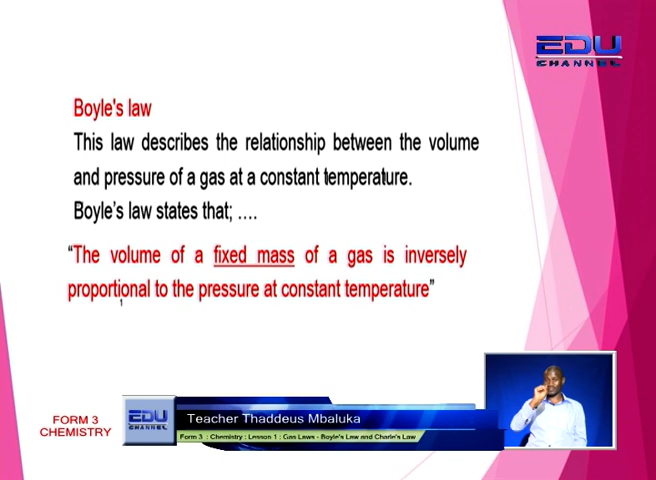 EDU
CHANNEL
Boyle's law
This law describes the relationship between the volume
and pressure of a gas at a constant temperature.
Boyle's law states that; ....
“The volume of a fixed mass of a gas is inversely
proportional to the pressure at constant temperature”
FORM 3
CHEMISTRY
EDU
CHANNEL
Teacher Thaddeus Mbaluka
Form 3 : Chemistry : Lesson 1 : Gas Laws - Boyle's Law and Charle's Law